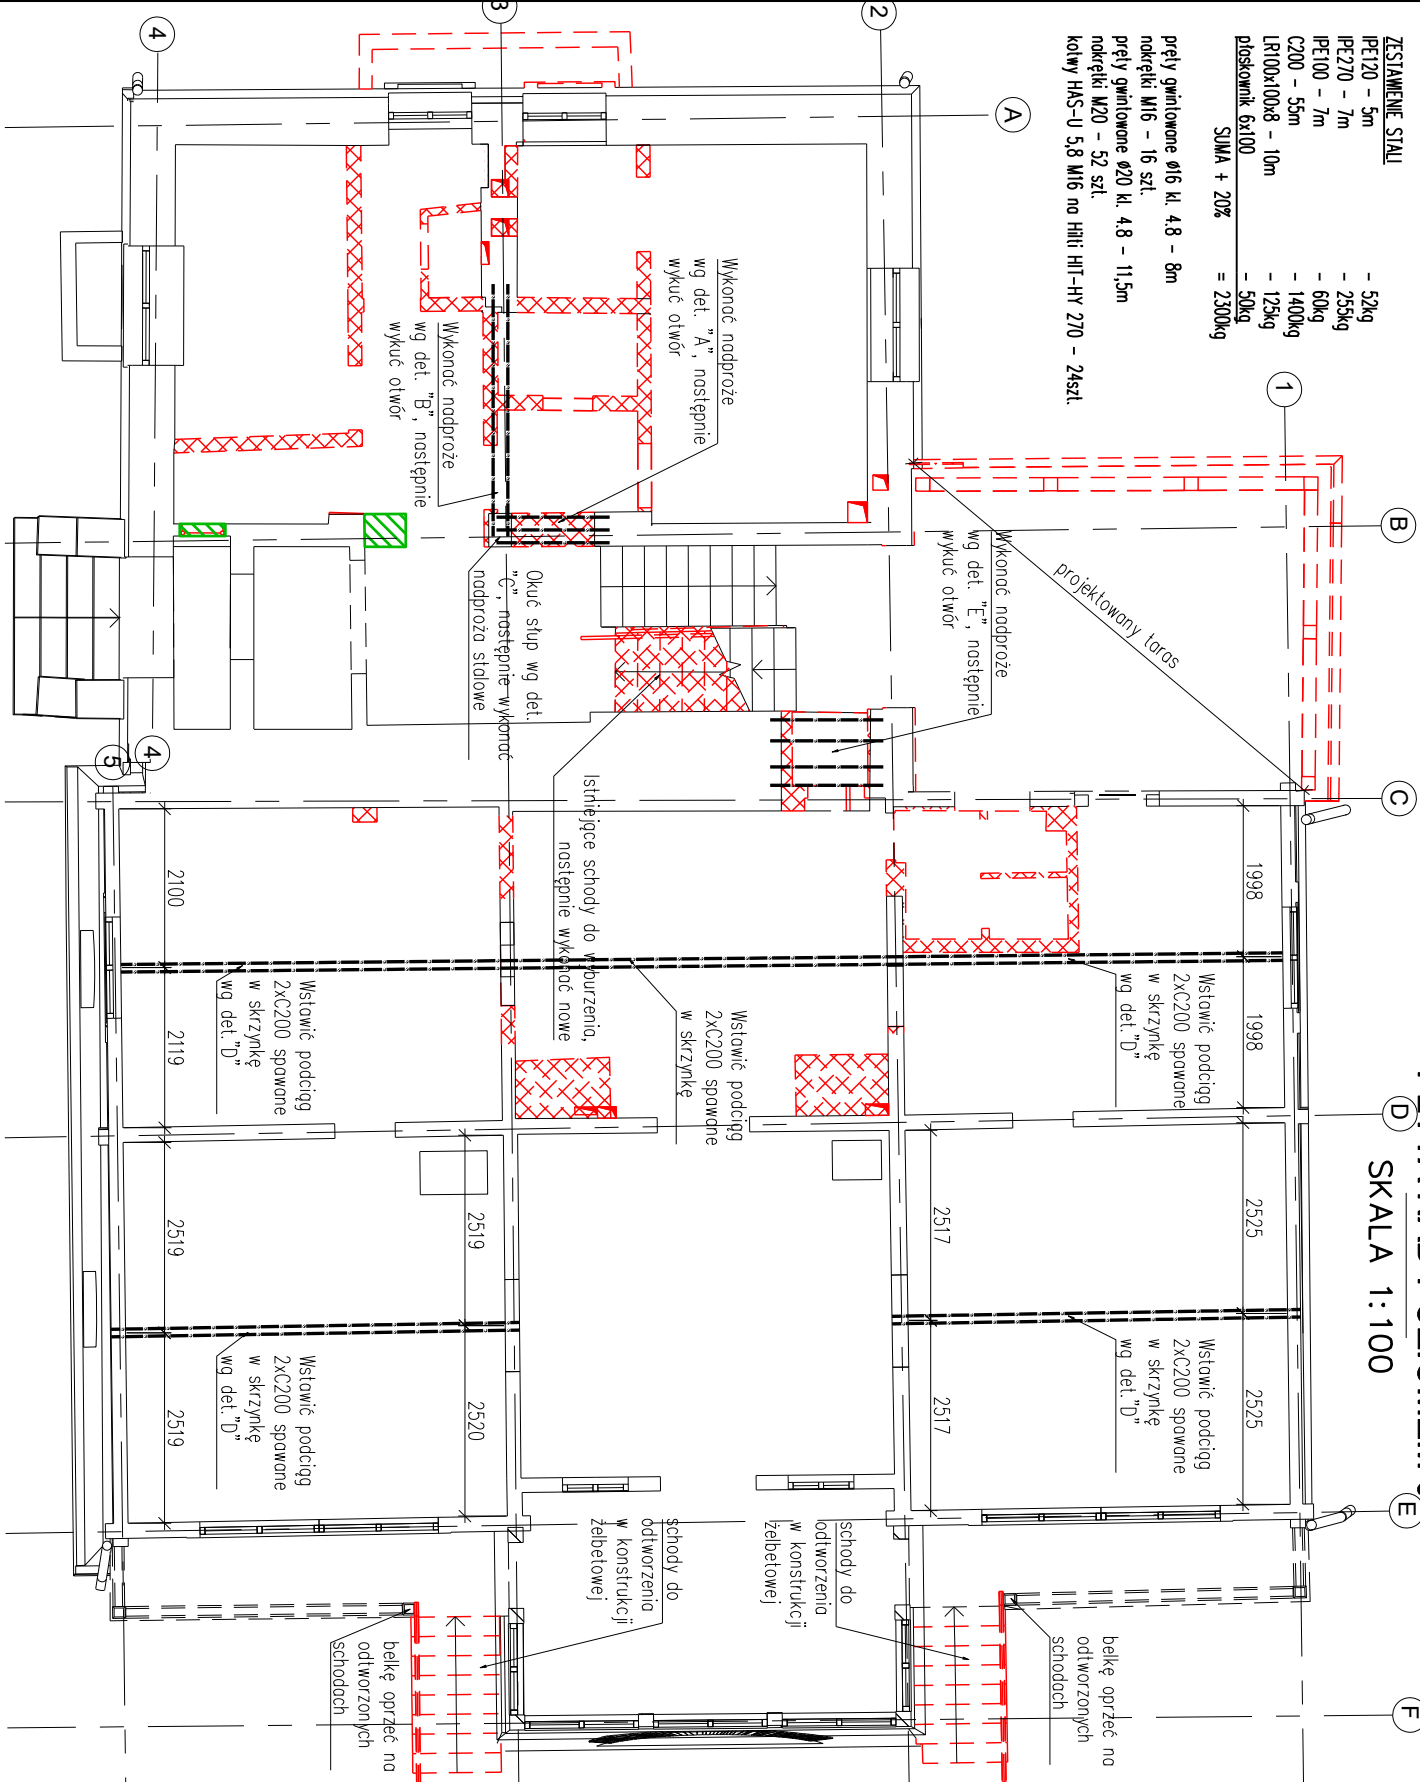 ZESTAWIENIE STALI
IPE120 - 5m - 52kg
IPE270 - 7m - 255kg
IPE100 - 7m - 60kg
C200 - 55m - 1400kg
LR100x100x8 - 10m - 125kg
płaskownik 6x100 - 50kg
SUMA + 20% = 2300kg
pręty gwintowane Ø16 kl. 4.8 - 8m
nakrętki M16 - 16 szt.
pręty gwintowane Ø20 kl. 4.8 - 11,5m
nakrętki M20 - 52 szt.
kotwy HAS-U 5,8 M16 na Hilti HIT-HY 270 - 24szt.
SKALA 1:100
A
B
C
D
E
F
1
2
3
4
4
5
projektowany taras
Wykonać nadproże
wg det. "A", następnie
wykuć otwór
Wykonać nadproże
wg det. "B", następnie
wykuć otwór
Wykonać nadproże
wg det. "E", następnie
wykuć otwór
Okuć słup wg det.
"C", następnie wykonać
nadproża stalowe
Istniejące schody do wyburzenia,
następnie wykonać nowe
Wstawić podciąg
2xC200 spawane
w skrzynkę
wg det. "D"
Wstawić podciąg
2xC200 spawane
w skrzynkę
Wstawić podciąg
2xC200 spawane
w skrzynkę
wg det. "D"
Wstawić podciąg
2xC200 spawane
w skrzynkę
wg det. "D"
Wstawić podciąg
2xC200 spawane
w skrzynkę
wg det. "D"
1998
1998
2525
2525
2517
2517
2519
2520
2100
2119
2519
2519
schody do
odtworzenia
w konstrukcji
żelbetowej
schody do
odtworzenia
w konstrukcji
żelbetowej
belkę oprzeć na
odtworzonych
schodach
belkę oprzeć na
odtworzonych
schodach